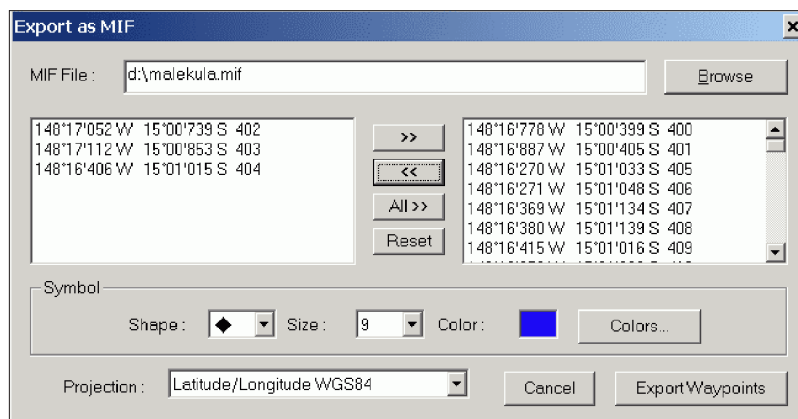 Export as MIF
MIF File : d:\malekula.mif Browse
148°17'052 W 15°00'739 S 402
148°17'112 W 15°00'853 S 403
148°16'406 W 15°01'015 S 404
>>
<<
All >>
Reset
148°16'778 W 15°00'399 S 400
148°16'887 W 15°00'405 S 401
148°16'270 W 15°01'033 S 405
148°16'271 W 15°01'048 S 406
148°16'369 W 15°01'134 S 407
148°16'380 W 15°01'139 S 408
148°16'415 W 15°01'016 S 409
Symbol
Shape : Size : 9 Color : Colors...
Projection : Latitude/Longitude WGS84 Cancel Export Waypoints